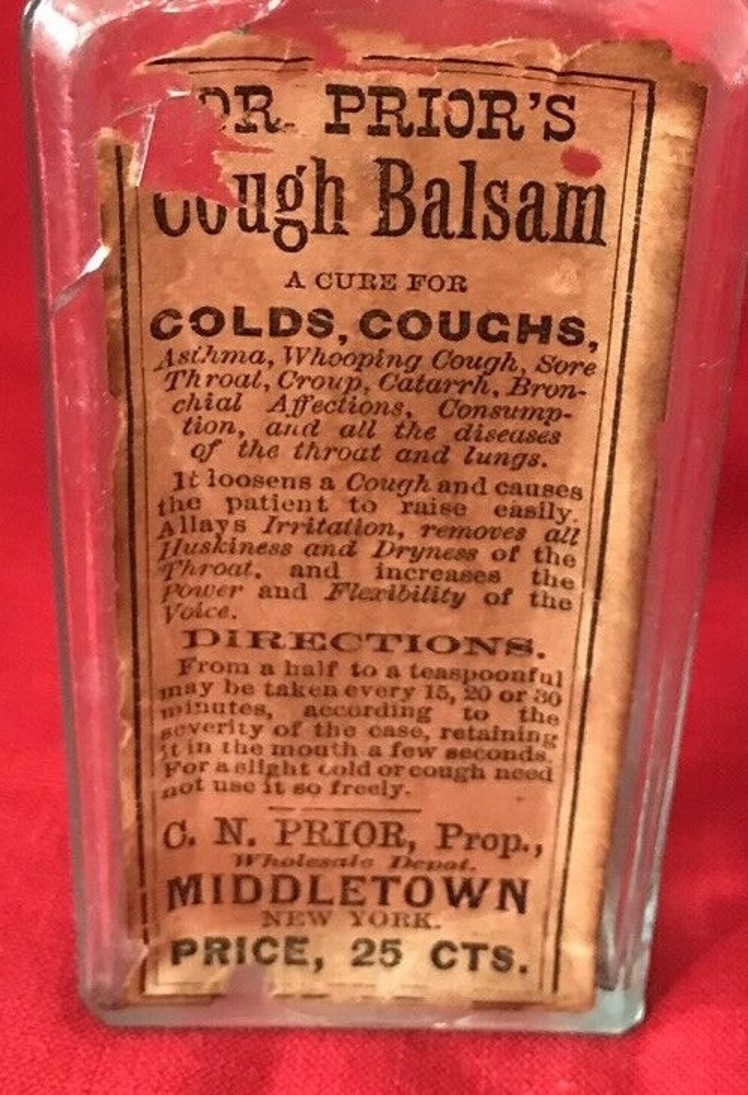 DR. PRIOR'S
Cough Balsam
A CURE FOR
COLDS, COUGHS,
Asthma, Whooping Cough, Sore
Throat, Croup, Catarrh, Bron-
chial Affections, Consump-
tion, and all the diseases
of the throat and lungs.
It loosens a Cough and causes
the patient to raise easily.
Allays Irritation, removes all
Huskiness and Dryness of the
Throat, and increases the
Power and Flexibility of the
Voice.
DIRECTIONS.
From a half to a teaspoonful
may be taken every 15, 20 or 30
minutes, according to the
severity of the case, retaining
it in the mouth a few seconds.
For a slight cold or cough need
not use it so freely.
C. N. PRIOR, Prop.,
Wholesale Depot.
MIDDLETOWN
NEW YORK.
PRICE, 25 CTS.